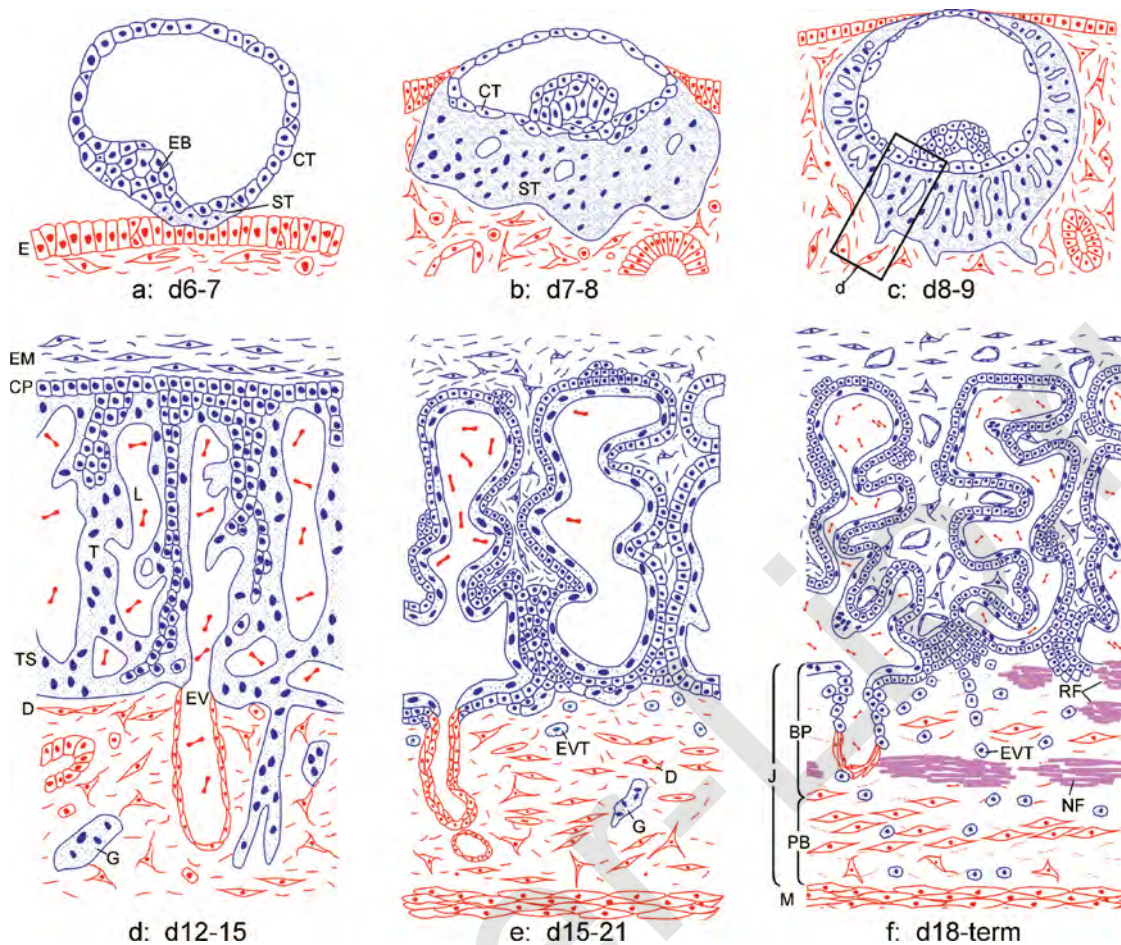 EB
CT
ST
E
a: d6-7
CT
ST
b: d7-8
d
c: d8-9
EM
CP
L
T
TS
EV
D
G
d: d12-15
EVT
D
G
e: d15-21
RF
BP
EVT
J
NF
PB
M
f: d18-term